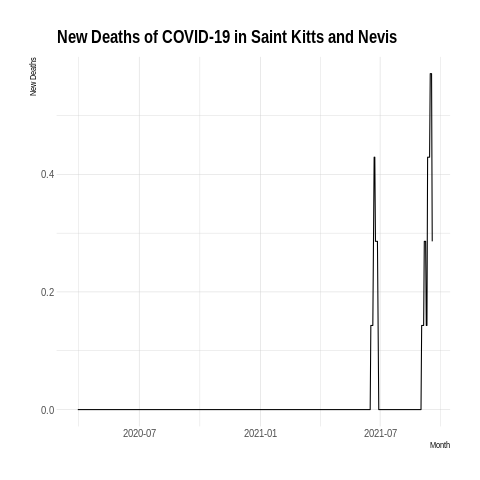 New Deaths of COVID-19 in Saint Kitts and Nevis
New Deaths
0.4
0.2
0.0
2020-07 2021-01 2021-07
Month